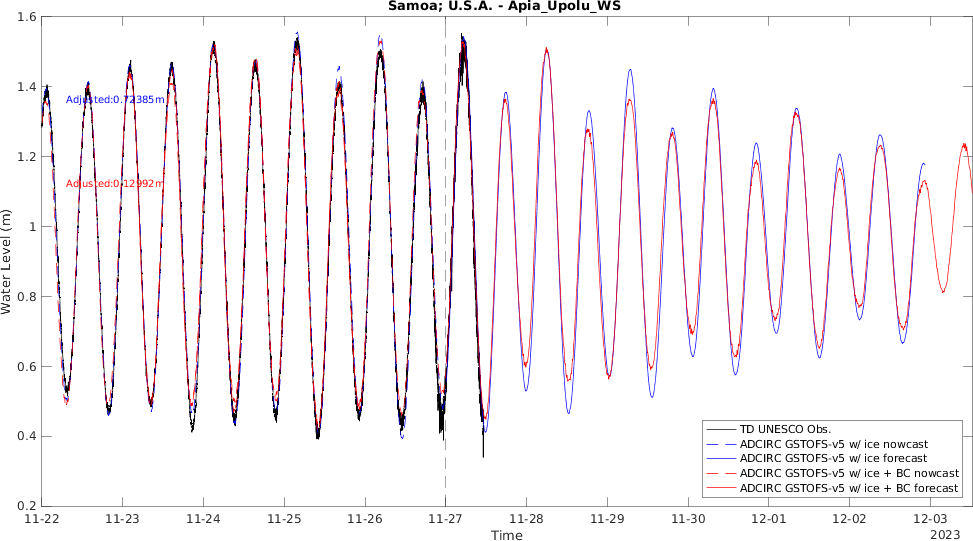 Samoa; U.S.A. - Apia_Upolu_WS
1.6
1.4
1.2
1
0.8
0.6
0.4
0.2
Water Level (m)
Adjusted:0.72385m
Adjusted:0.12992m
TD UNESCO Obs.
ADCIRC GSTOFS-v5 w/ ice nowcast
ADCIRC GSTOFS-v5 w/ ice forecast
ADCIRC GSTOFS-v5 w/ ice + BC nowcast
ADCIRC GSTOFS-v5 w/ ice + BC forecast
11-22 11-23 11-24 11-25 11-26 11-27 11-28 11-29 11-30 12-01 12-02 12-03
Time
2023